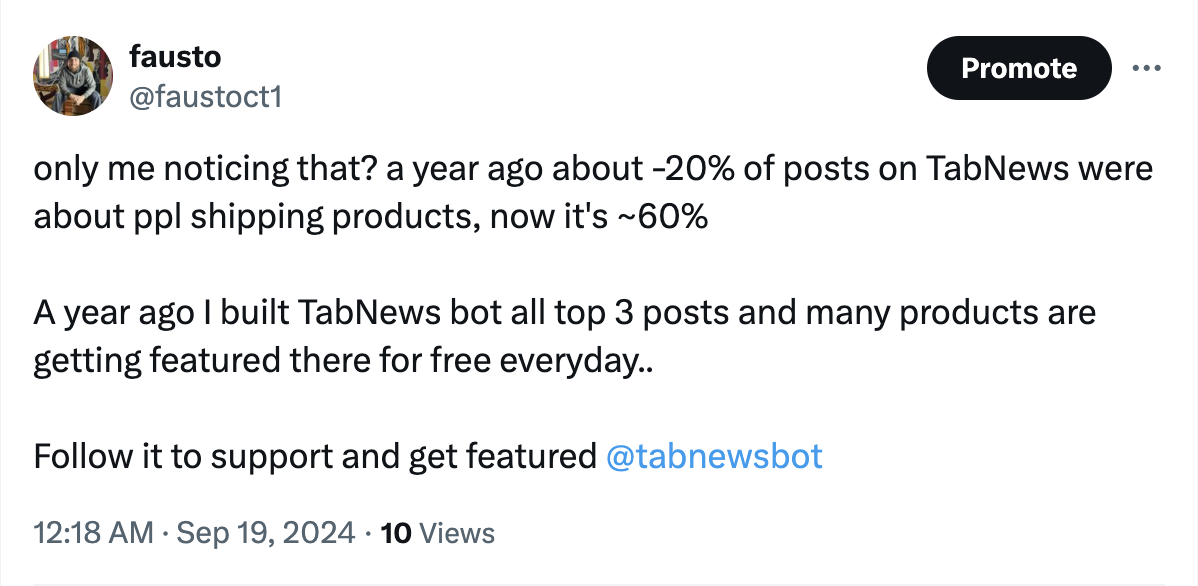 fausto
@faustoct1
Promote
only me noticing that? a year ago about -20% of posts on TabNews were
about ppl shipping products, now it's ~60%
A year ago I built TabNews bot all top 3 posts and many products are
getting featured there for free everyday..
Follow it to support and get featured @tabnewsbot
12:18 AM · Sep 19, 2024 · 10 Views